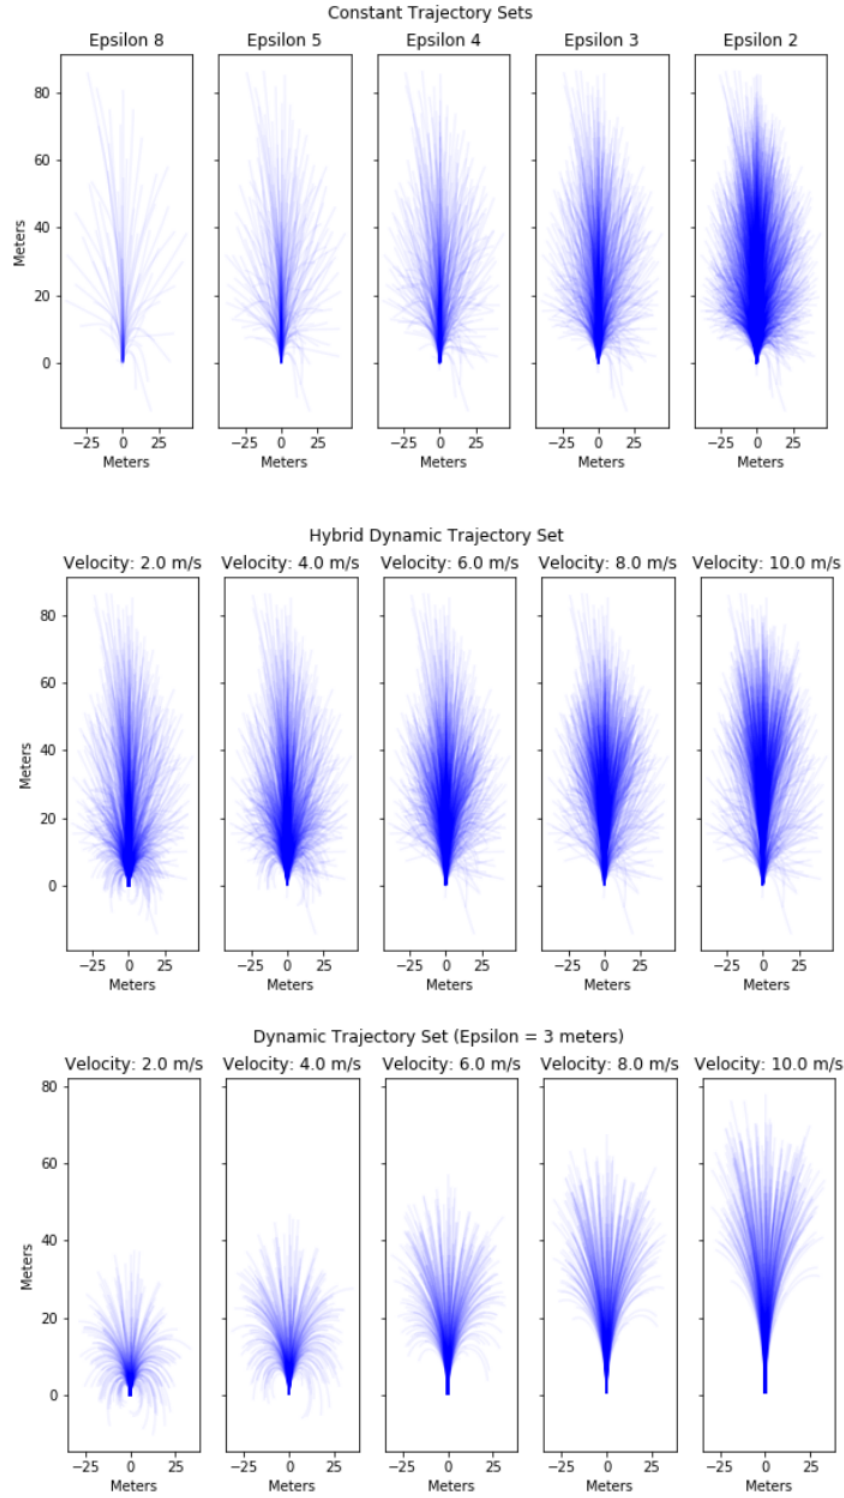 Constant Trajectory Sets
Epsilon 8 Epsilon 5 Epsilon 4 Epsilon 3 Epsilon 2
80
60
40
20
0
Meters
−25 0 25 −25 0 25 −25 0 25 −25 0 25 −25 0 25
Meters Meters Meters Meters Meters
Hybrid Dynamic Trajectory Set
Velocity: 2.0 m/s Velocity: 4.0 m/s Velocity: 6.0 m/s Velocity: 8.0 m/s Velocity: 10.0 m/s
80
60
40
20
0
Meters
−25 0 25 −25 0 25 −25 0 25 −25 0 25 −25 0 25
Meters Meters Meters Meters Meters
Dynamic Trajectory Set (Epsilon = 3 meters)
Velocity: 2.0 m/s Velocity: 4.0 m/s Velocity: 6.0 m/s Velocity: 8.0 m/s Velocity: 10.0 m/s
80
60
40
20
0
Meters
−25 0 25 −25 0 25 −25 0 25 −25 0 25 −25 0 25
Meters Meters Meters Meters Meters